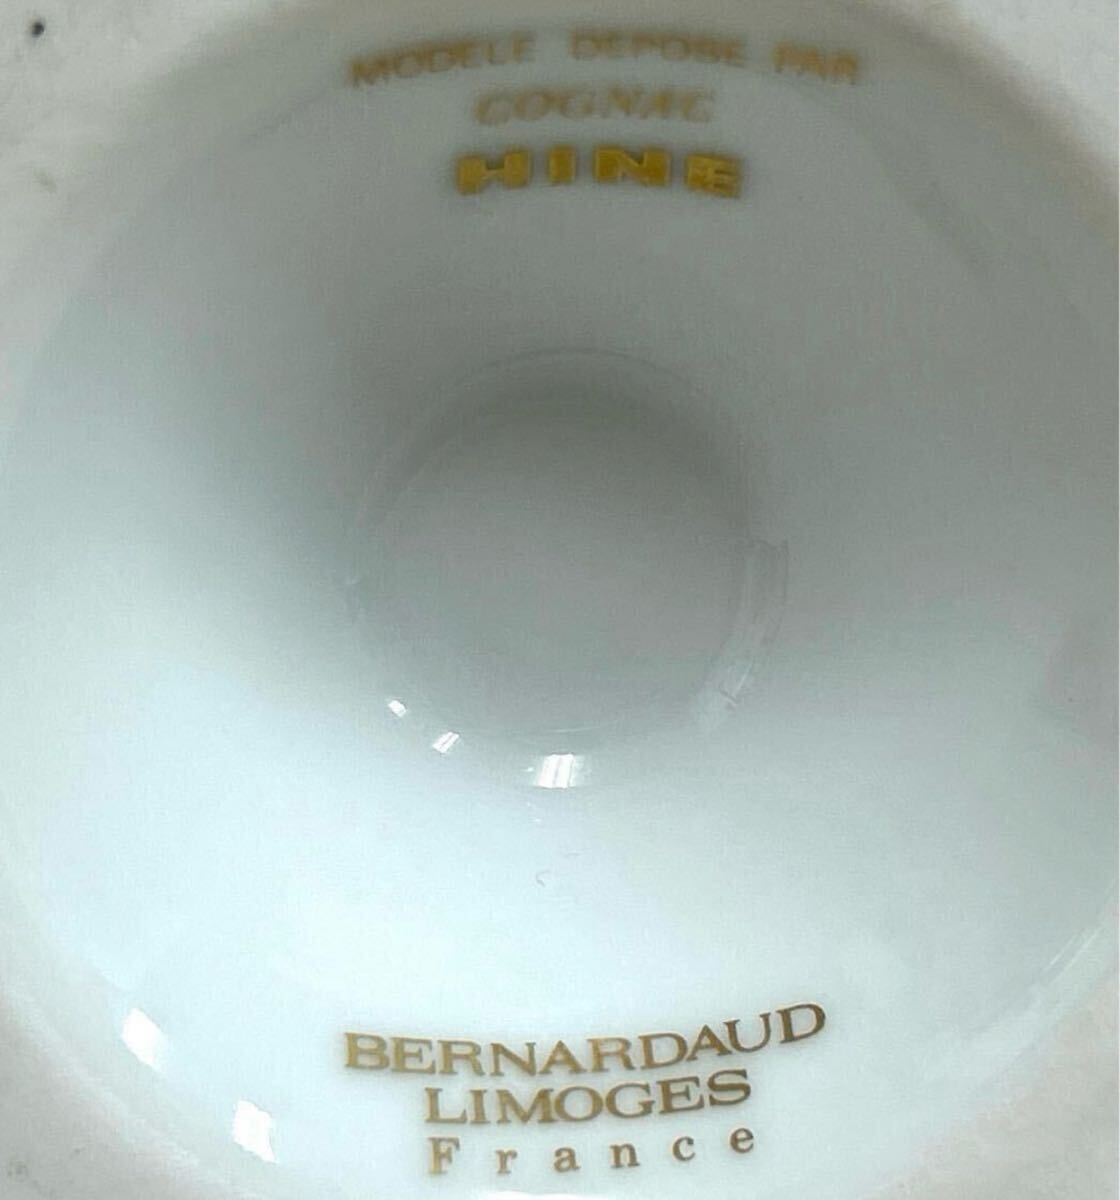 MODELE DEPOSE PAR
COGNAC
HINE
BERNARDAUD
LIMOGES
France